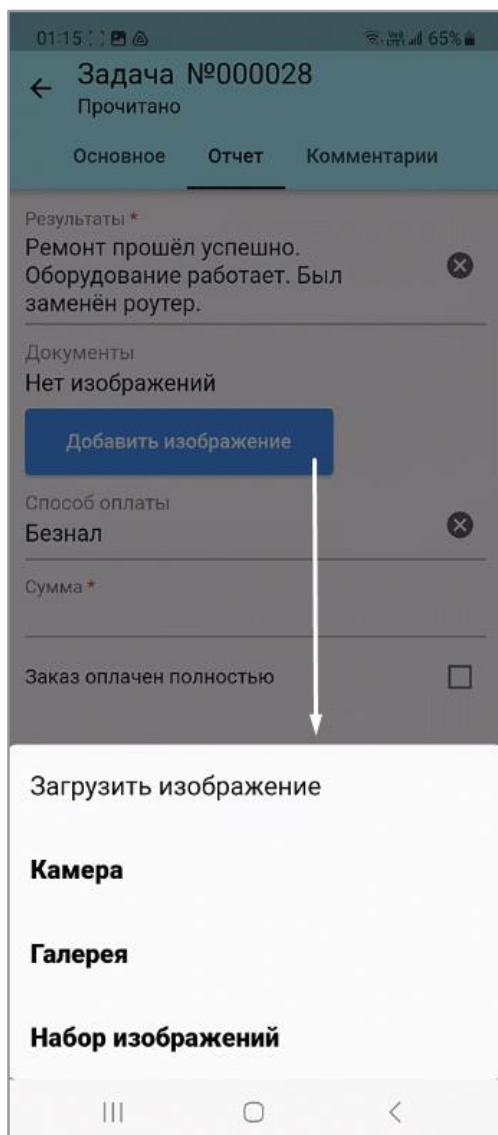 01:15 65%
Задача №000028
Прочитано
Основное Отчет Комментарии
Результаты *
Ремонт прошёл успешно.
Оборудование работает. Был
заменён роутер.
Документы
Нет изображений
Добавить изображение
Способ оплаты
Безнал
Сумма *
Заказ оплачен полностью
Загрузить изображение
Камера
Галерея
Набор изображений